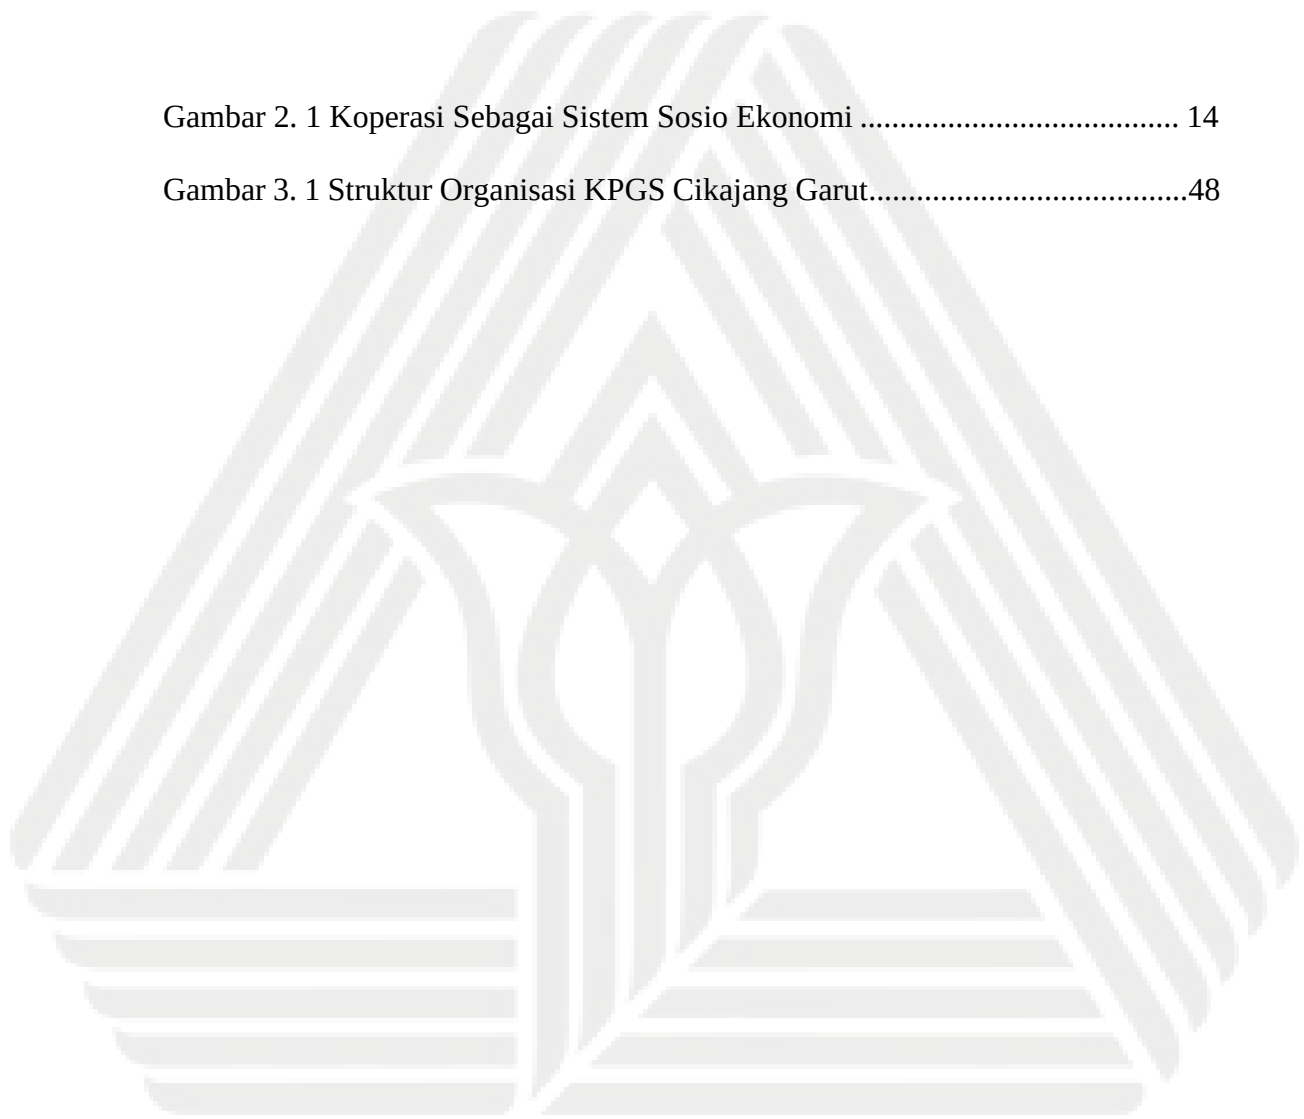 Gambar 2. 1 Koperasi Sebagai Sistem Sosio Ekonomi ........................................ 14
Gambar 3. 1 Struktur Organisasi KPGS Cikajang Garut........................................48